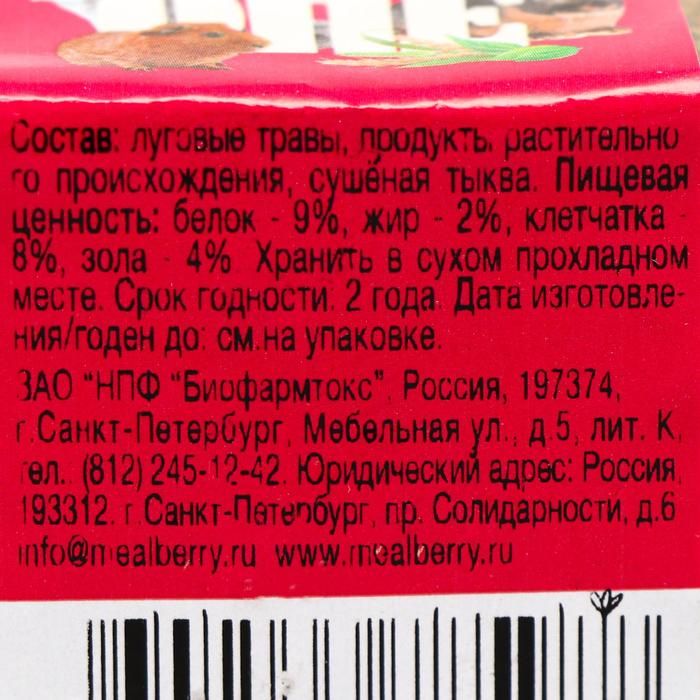 Состав: луговые травы, продукты растительно
го происхождения, сушёная тыква. Пищевая
ценность: белок - 9%, жир - 2%, клетчатка -
8%, зола - 4% Хранить в сухом прохладном
месте. Срок годности: 2 года. Дата изготовле-
ния/годен до: см.на упаковке.
ЗАО "НПФ "Биофармтокс", Россия, 197374,
г.Санкт-Петербург, Мебельная ул., д.5, лит. К,
тел.: (812) 245-12-42. Юридический адрес: Россия,
193312. г.Санкт-Петербург, пр. Солидарности, д.6
info@mealberry.ru www.mealberry.ru